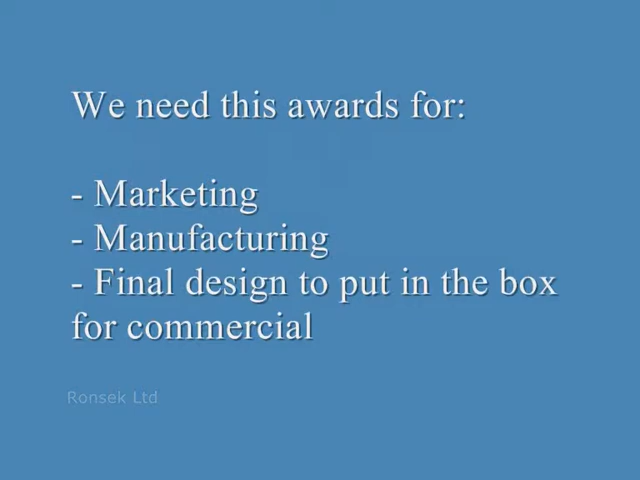 We need this awards for:
- Marketing
- Manufacturing
- Final design to put in the box
for commercial
Ronsek Ltd